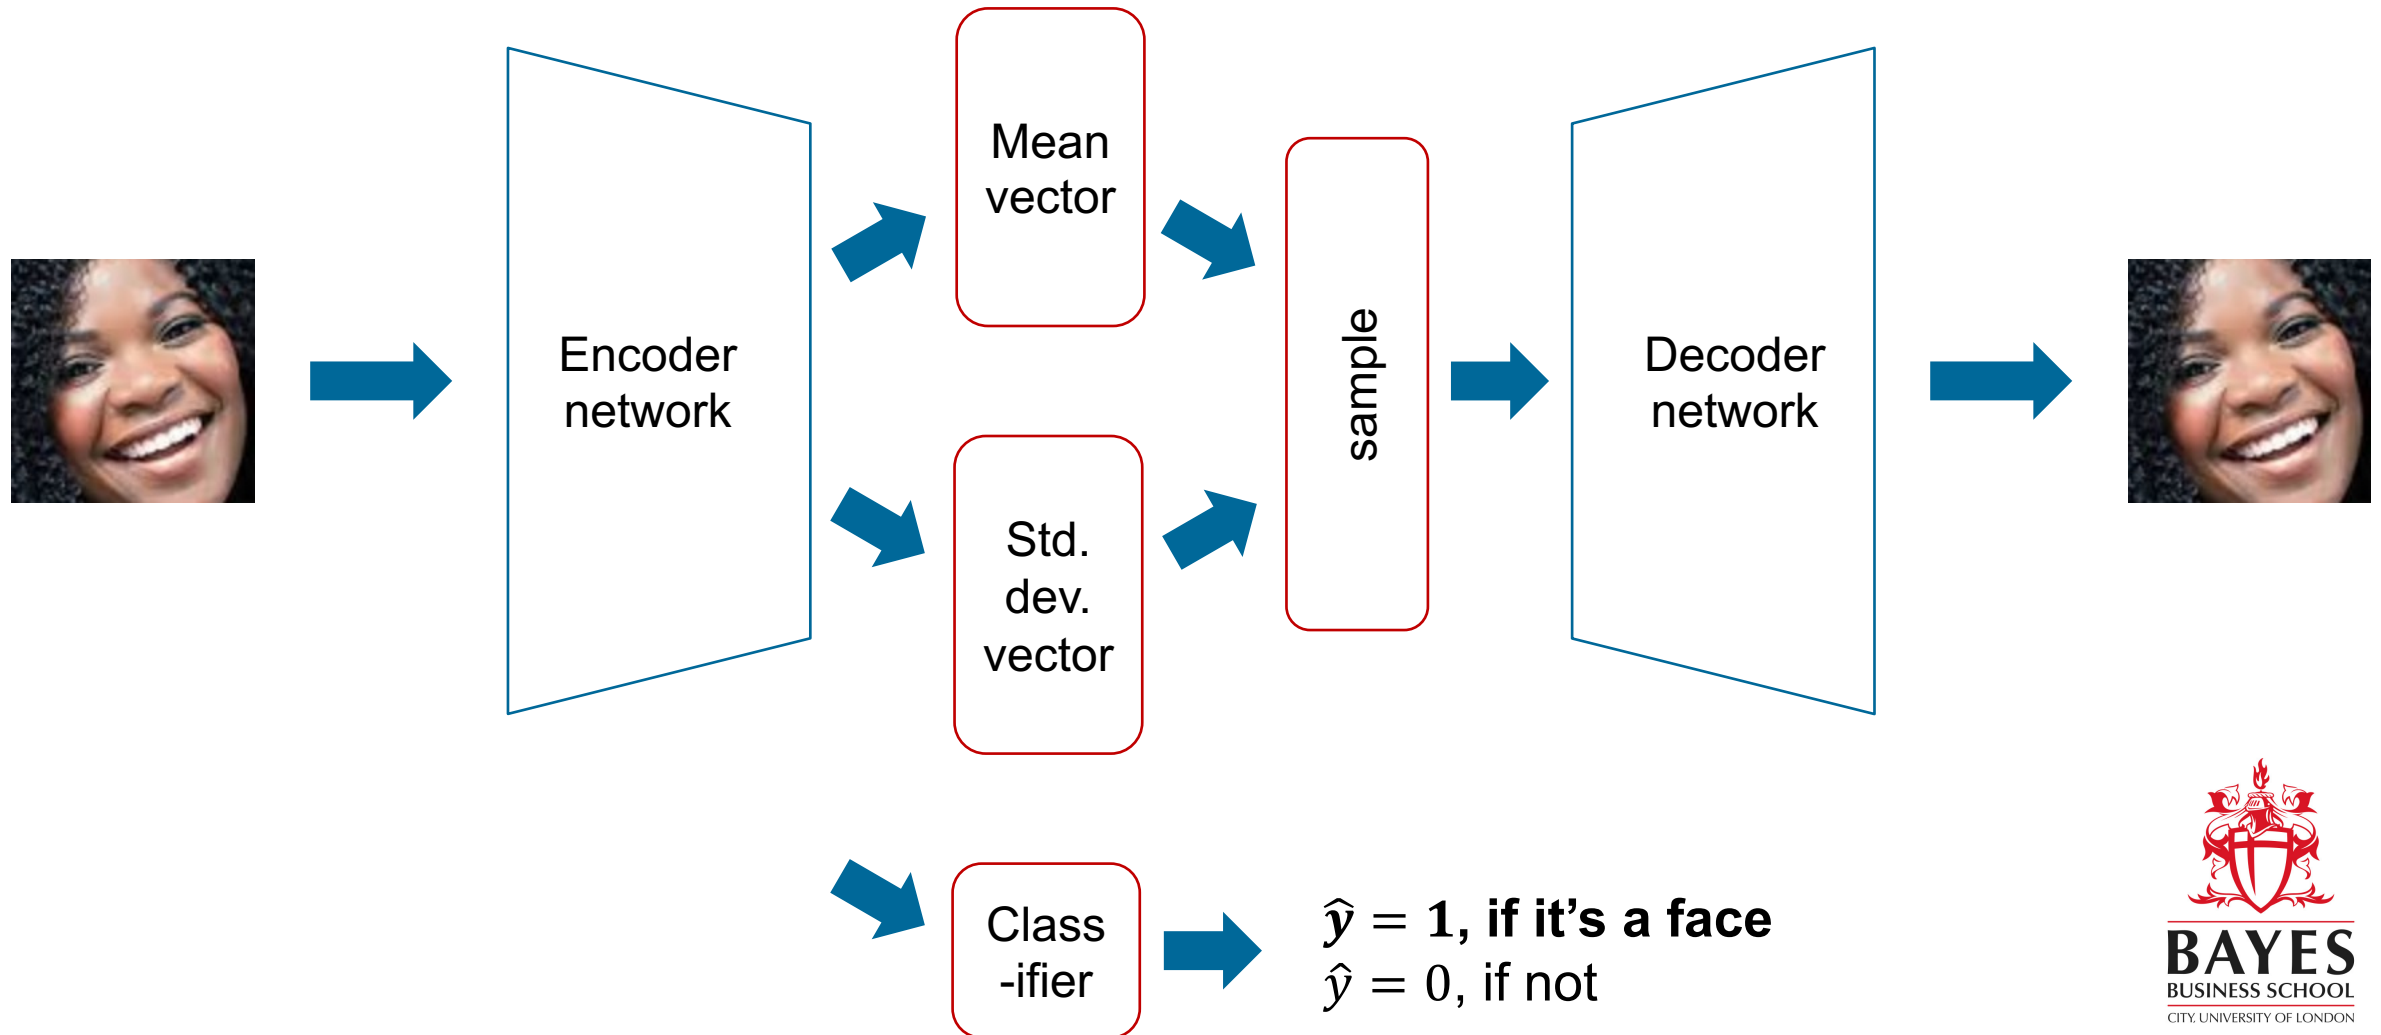 Mean
vector
Encoder
network
Std.
dev.
vector
sample
Decoder
network
Class
-ifier
ŷ = 1, if it’s a face
ŷ = 0, if not
BAYES
BUSINESS SCHOOL
CITY, UNIVERSITY OF LONDON